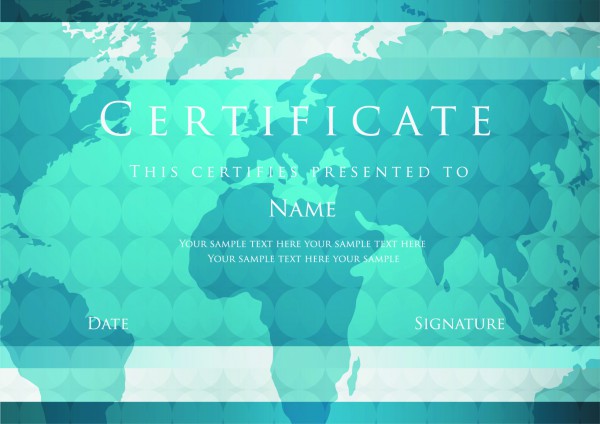 CERTIFICATE
THIS CERTIFIES PRESENTED TO
NAME
YOUR SAMPLE TEXT HERE YOUR SAMPLE TEXT HERE
YOUR SAMPLE TEXT HERE YOUR SAMPLE
DATE SIGNATURE